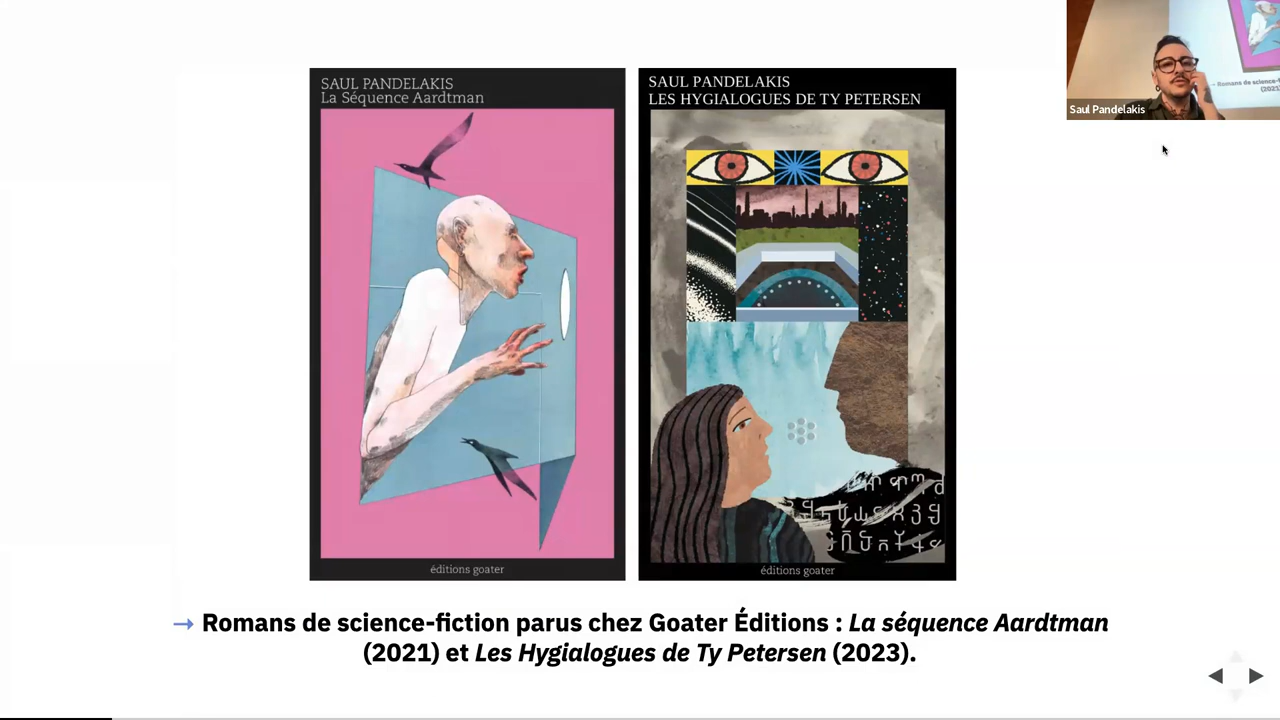 SAUL PANDELAKIS
La Séquence Aardtman
éditions goater
SAUL PANDELAKIS
LES HYGIALOGUES DE TY PETERSEN
éditions goater
→ Romans de science-fiction parus chez Goater Éditions : La séquence Aardtman
(2021) et Les Hygialogues de Ty Petersen (2023).
Saul Pandelakis